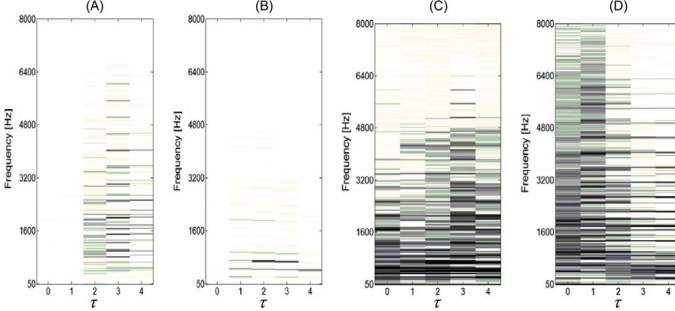 (A) (B) (C) (D)
8000 8000 8000 8000
6400 6400 6400 6400
4800 4800 4800 4800
Frequency [Hz] Frequency [Hz] Frequency [Hz] Frequency [Hz]
3200 3200 3200 3200
1600 1600 1600 1600
50 50 50 50
0 1 2 3 4 0 1 2 3 4 0 1 2 3 4 0 1 2 3 4
τ τ τ τ